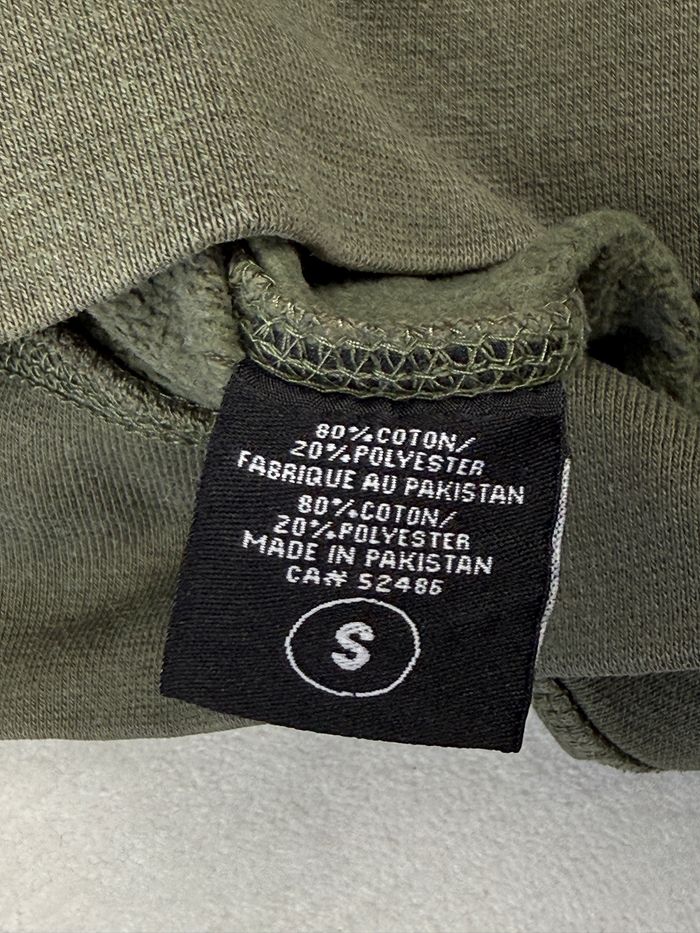 80%COTON/
20%POLYESTER
FABRIQUE AU PAKISTAN
80%COTON/
20%POLYESTER
MADE IN PAKISTAN
CA# 52486
S